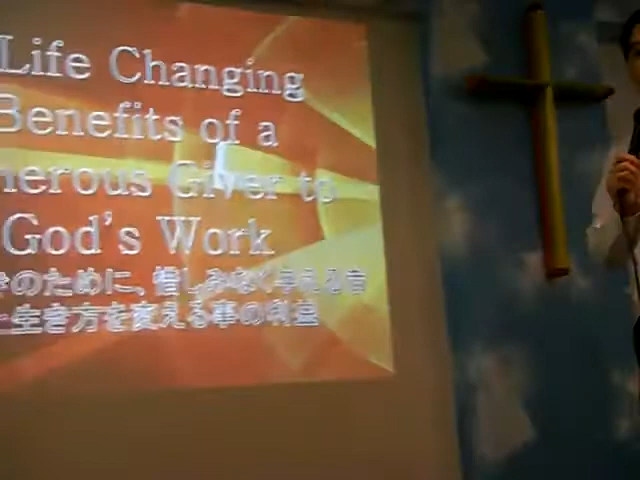 Life Changing
Benefits of a
nerous Giver to
God's Work
のために、惜しみなく与える者
生き方を変える事の利益